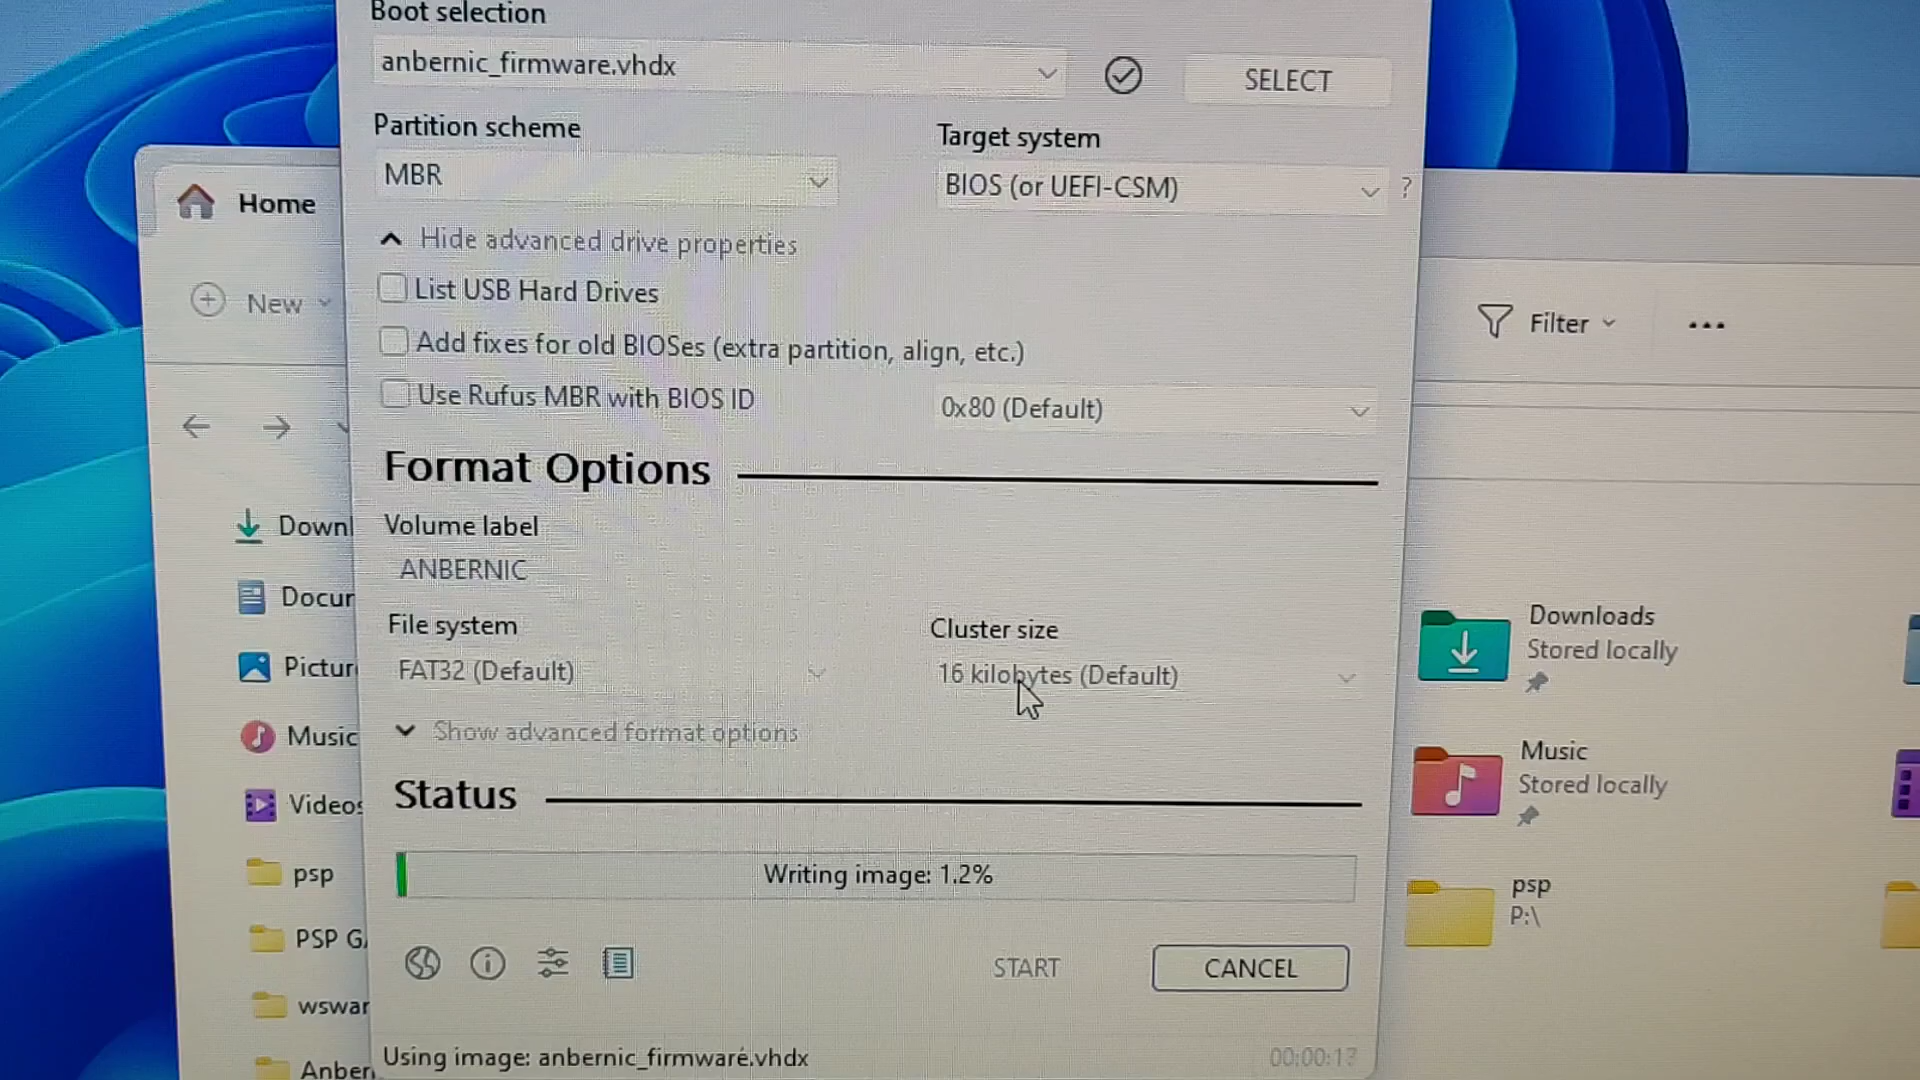 Boot selection
anbernic_firmware.vhdx
SELECT
Partition scheme
Target system
MBR
BIOS (or UEFI-CSM)
?
Hide advanced drive properties
List USB Hard Drives
Add fixes for old BIOSes (extra partition, align, etc.)
Use Rufus MBR with BIOS ID
0x80 (Default)
Format Options
Volume label
ANBERNIC
File system
Cluster size
FAT32 (Default)
16 kilobytes (Default)
Show advanced format options
Status
Writing image: 1.2%
START
CANCEL
Using image: anbernic_firmware.vhdx
Home
New
Downl
Docun
Pictur
Music
Videos
psp
PSP G
wswar
Anber
Filter
Downloads
Stored locally
Music
Stored locally
psp
P:\